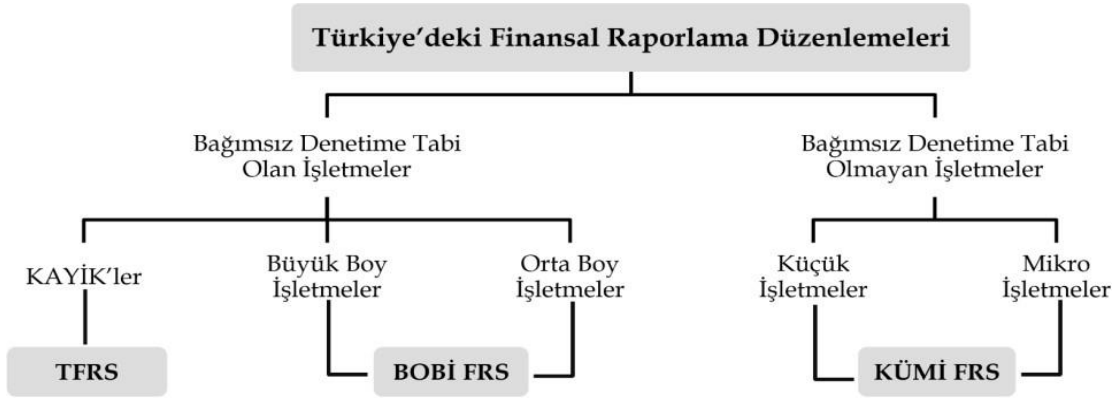 Türkiye’deki Finansal Raporlama Düzenlemeleri
Bağımsız Denetime Tabi
Olan İşletmeler
Bağımsız Denetime Tabi
Olmayan İşletmeler
KAYİK’ler
Büyük Boy
İşletmeler
Orta Boy
İşletmeler
Küçük
İşletmeler
Mikro
İşletmeler
TFRS
BOBİ FRS
KÜMİ FRS